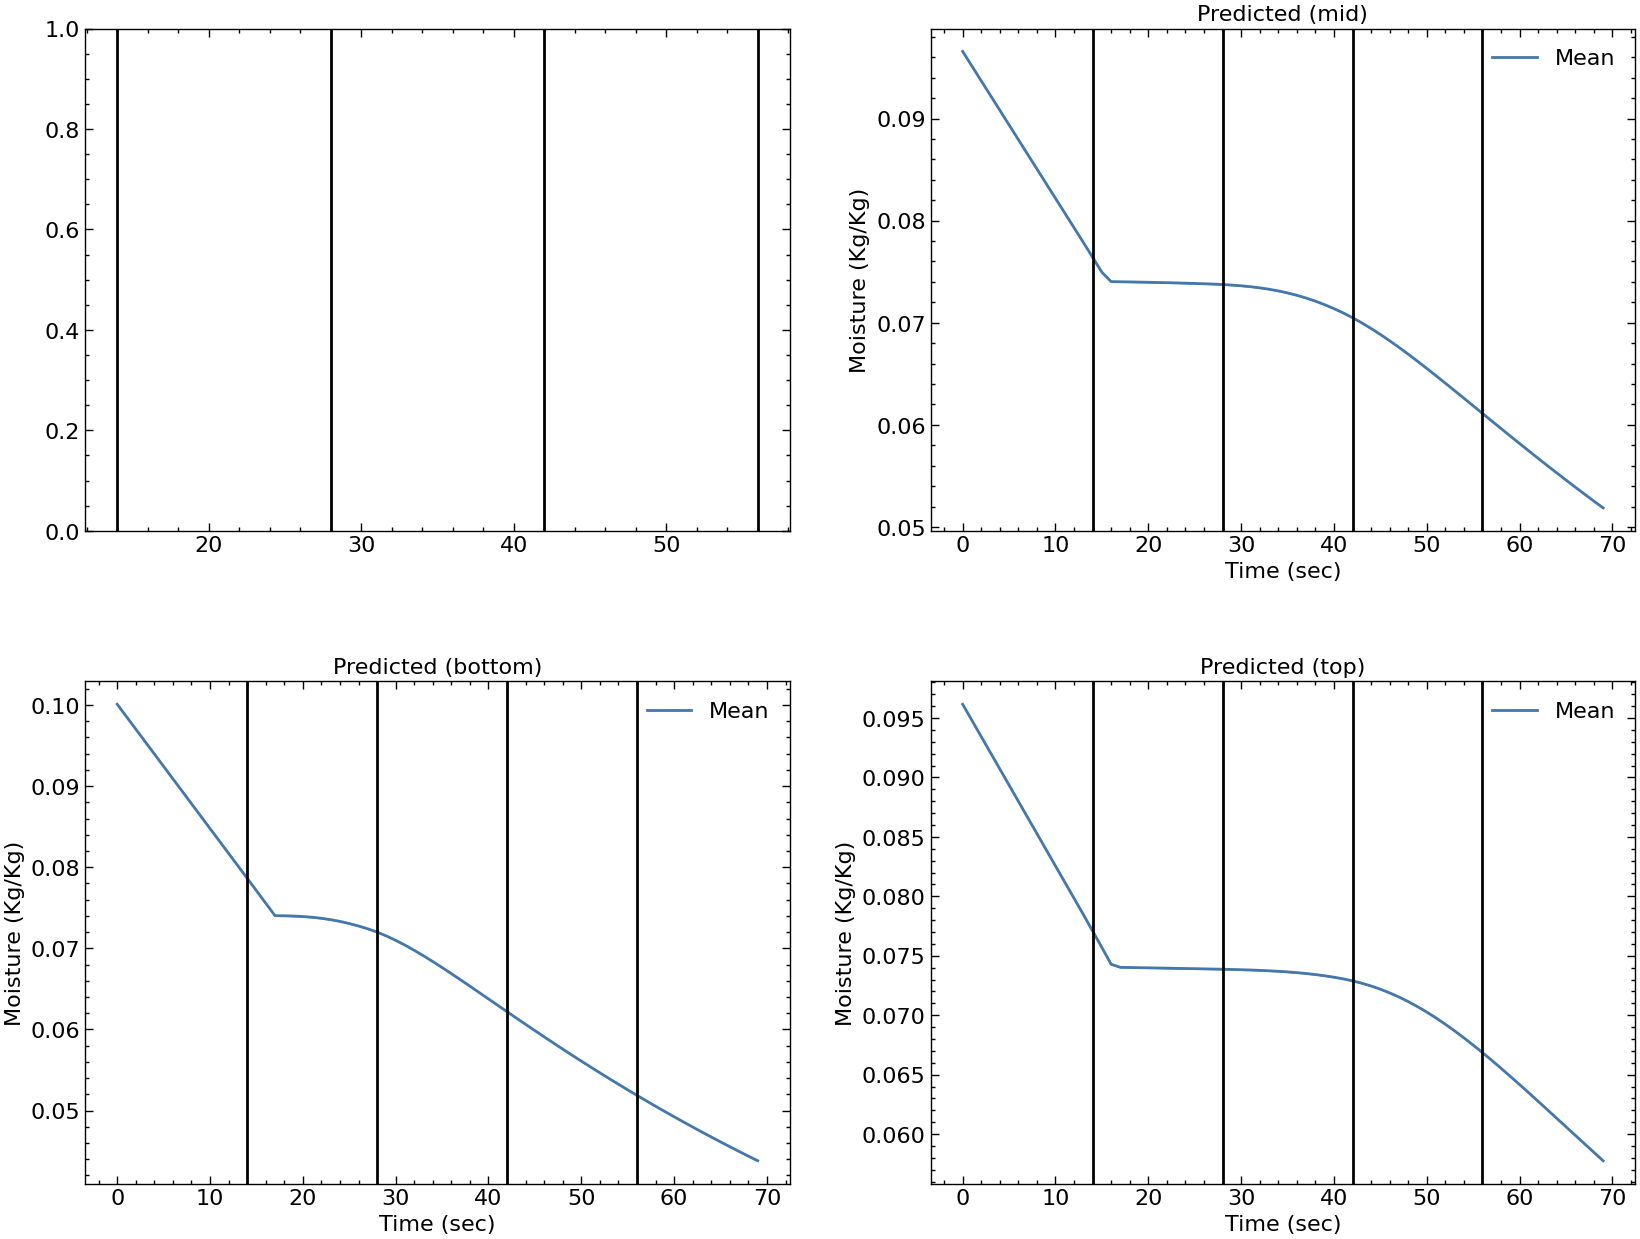 1.0
0.8
0.6
0.4
0.2
0.0
20 30 40 50
Predicted (mid)
Mean
0.09
0.08
0.07
0.06
0.05
Moisture (Kg/Kg)
0 10 20 30 40 50 60 70
Time (sec)
Predicted (bottom)
Mean
0.10
0.09
0.08
0.07
0.06
0.05
Moisture (Kg/Kg)
0 10 20 30 40 50 60 70
Time (sec)
Predicted (top)
Mean
0.095
0.090
0.085
0.080
0.075
0.070
0.065
0.060
Moisture (Kg/Kg)
0 10 20 30 40 50 60 70
Time (sec)